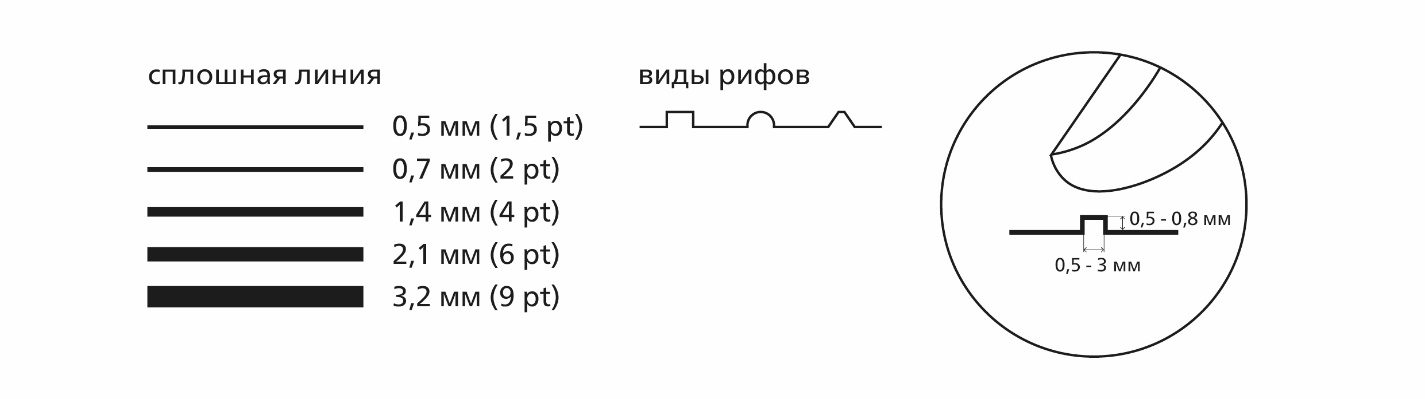 сплошная линия
0,5 мм (1,5 pt)
0,7 мм (2 pt)
1,4 мм (4 pt)
2,1 мм (6 pt)
3,2 мм (9 pt)
виды рифов
0,5 - 0,8 мм
0,5 - 3 мм